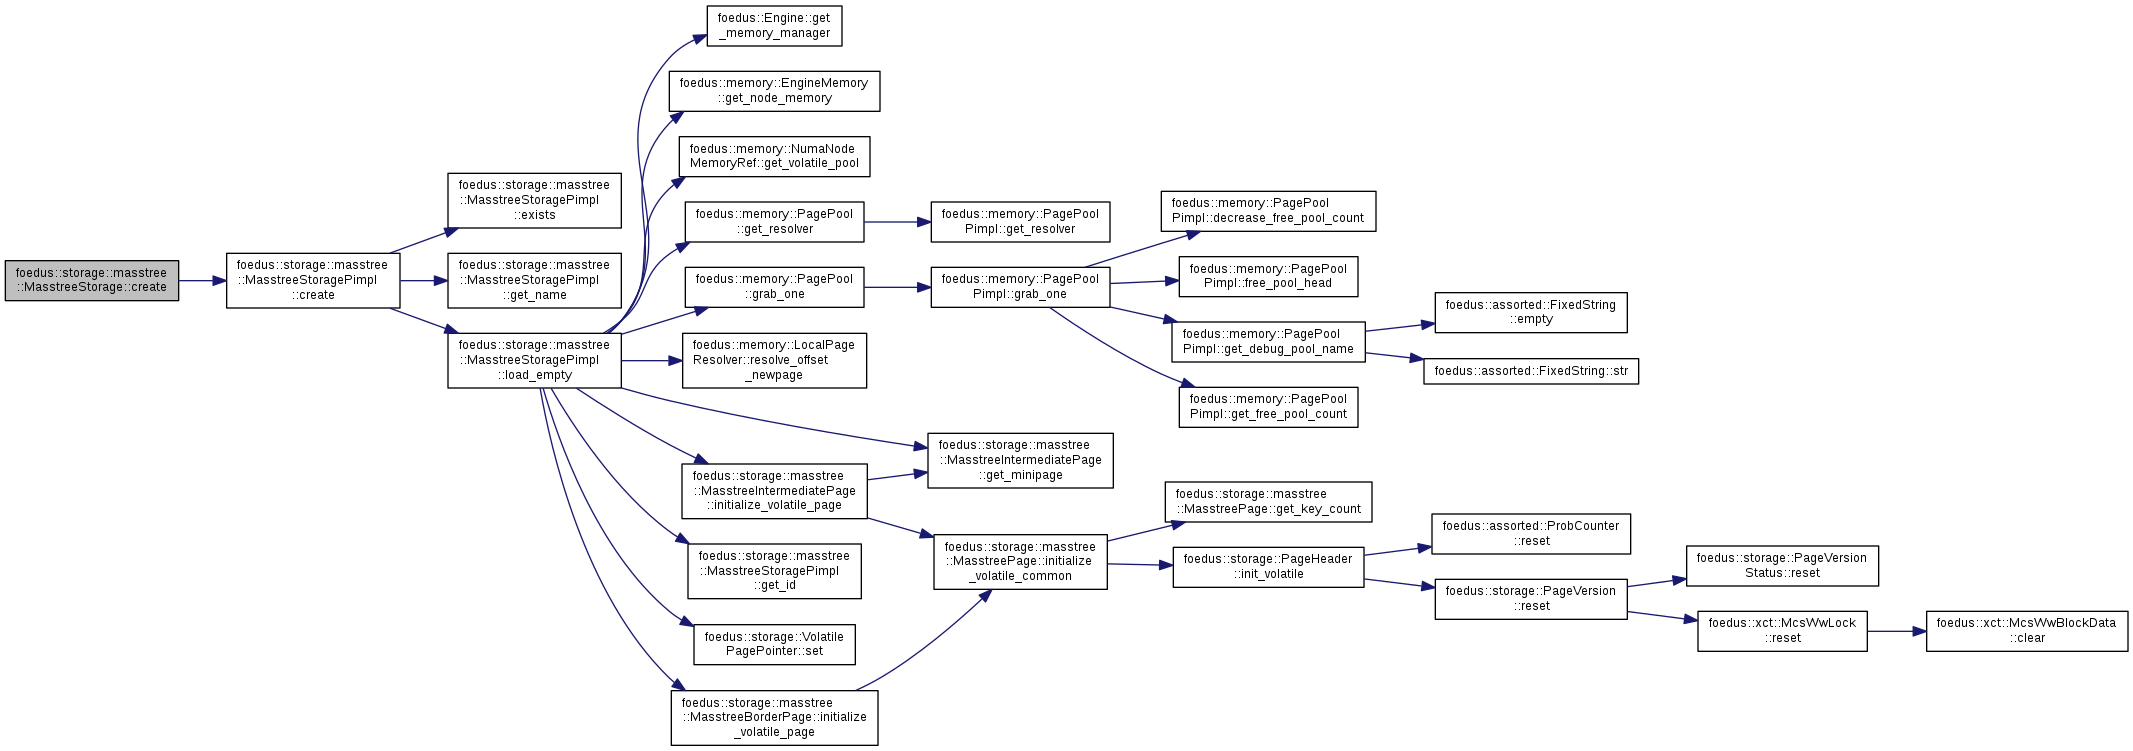 foedus::storage::masstree
::MasstreeStorage::create
foedus::storage::masstree
::MasstreeStoragePimpl
::create
foedus::storage::masstree
::MasstreeStoragePimpl
::exists
foedus::storage::masstree
::MasstreeStoragePimpl
::get_name
foedus::storage::masstree
::MasstreeStoragePimpl
::load_empty
foedus::Engine::get
_memory_manager
foedus::memory::EngineMemory
::get_node_memory
foedus::memory::NumaNode
MemoryRef::get_volatile_pool
foedus::memory::PagePool
::get_resolver
foedus::memory::PagePool
::grab_one
foedus::memory::LocalPage
Resolver::resolve_offset
_newpage
foedus::storage::masstree
::MasstreeIntermediatePage
::initialize_volatile_page
foedus::storage::masstree
::MasstreeStoragePimpl
::get_id
foedus::storage::Volatile
PagePointer::set
foedus::storage::masstree
::MasstreeBorderPage::initialize
_volatile_page
foedus::memory::PagePool
Pimpl::get_resolver
foedus::memory::PagePool
Pimpl::grab_one
foedus::storage::masstree
::MasstreeIntermediatePage
::get_minipage
foedus::storage::masstree
::MasstreePage::initialize
_volatile_common
foedus::memory::PagePool
Pimpl::decrease_free_pool_count
foedus::memory::PagePool
Pimpl::free_pool_head
foedus::memory::PagePool
Pimpl::get_debug_pool_name
foedus::memory::PagePool
Pimpl::get_free_pool_count
foedus::storage::masstree
::MasstreePage::get_key_count
foedus::storage::PageHeader
::init_volatile
foedus::assorted::FixedString
::empty
foedus::assorted::FixedString::str
foedus::assorted::ProbCounter
::reset
foedus::storage::PageVersion
::reset
foedus::storage::PageVersion
Status::reset
foedus::xct::McsWwLock
::reset
foedus::xct::McsWwBlockData
::clear